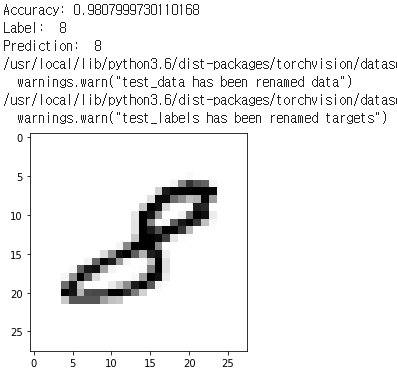 Accuracy: 0.9807999730110168
Label:  8
Prediction:  8
/usr/local/lib/python3.6/dist-packages/torchvision/datase
  warnings.warn("test_data has been renamed data")
/usr/local/lib/python3.6/dist-packages/torchvision/datase
  warnings.warn("test_labels has been renamed targets")
0
5
10
15
20
25
0 5 10 15 20 25